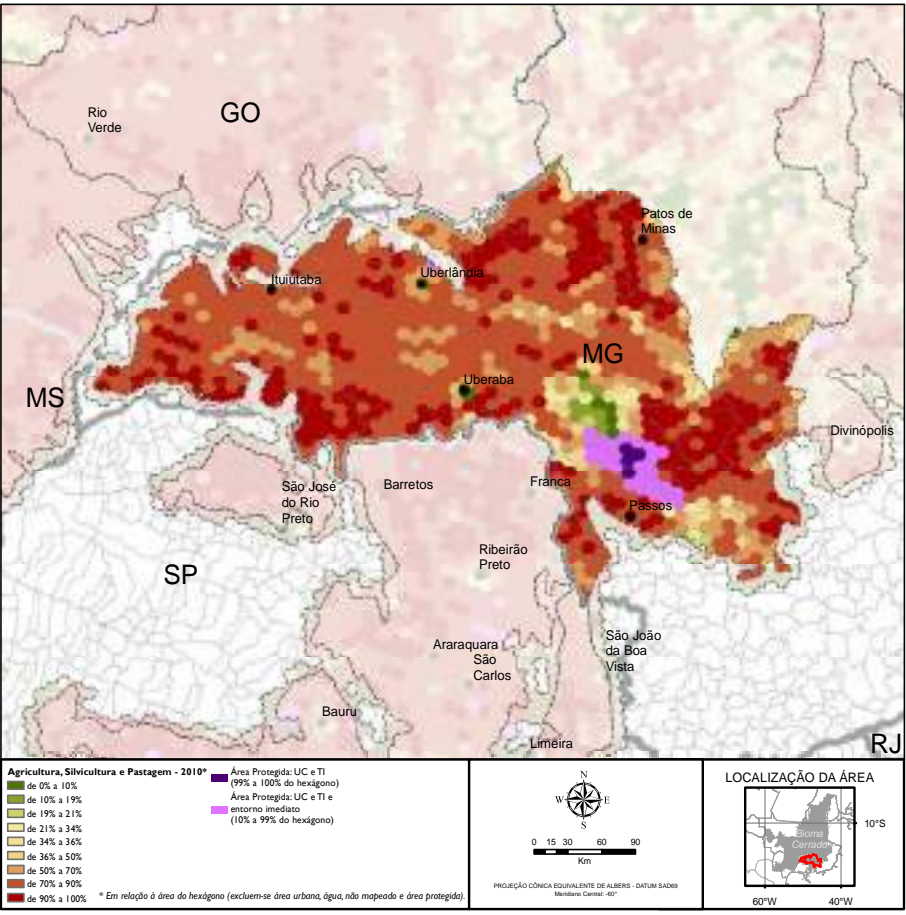 GO
Rio
Verde
Patos de
Minas
Uberlândia
Ituiutaba
MG
Uberaba
MS
Divinópolis
São José
do Rio
Preto
Barretos
Franca
Passos
Ribeirão
Preto
SP
São João
da Boa
Vista
Araraquara
São
Carlos
Bauru
Limeira
RJ
Agricultura, Silvicultura e Pastagem - 2010*
de 0% a 10%
de 10% a 19%
de 19% a 21%
de 21% a 34%
de 34% a 36%
de 36% a 50%
de 50% a 70%
de 70% a 90%
de 90% a 100%
Área Protegida: UC e TI
(99% a 100% do hexágono)
Área Protegida: UC e TI e
entorno imediato
(10% a 99% do hexágono)
* Em relação à área do hexágono (excluem-se área urbana, água, não mapeado e área protegida).
N
W E
S
0 15 30 60 90
Km
PROJEÇÃO CÔNICA EQUIVALENTE DE ALBERS - DATUM SAD69
Meridiano Central: -60°
LOCALIZAÇÃO DA ÁREA
Bioma
Cerrado
10°S
60°W 40°W